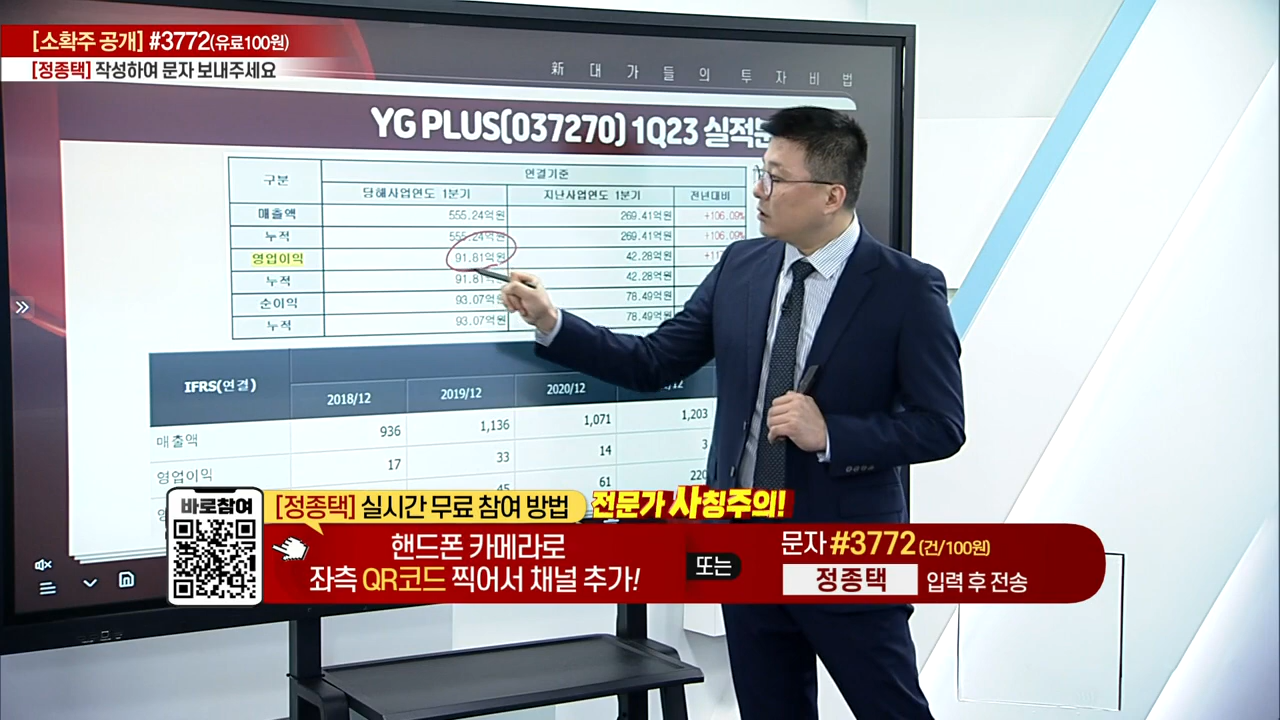 [소확주 공개] #3772(유료100원)
[정종택] 작성하여 문자 보내주세요
新 대 가 들 의 투 자 비 법
YG PLUS(037270) 1Q23
구분 연결기준
당해사업연도 1분기 지난사업연도 1분기 전년대비
매출액 555.24억원 269.41억원 +106.09%
누적 555.24억원 269.41억원 +106.09%
영업이익 91.81억원 42.28억원
누적 91.81억원 42.28억원
순이익 93.07억원 78.49억원
누적 93.07억원 78.49억원
IFRS(연결) 2018/12 2019/12 2020/12
매출액 936 1,136 1,071 1,203
영업이익 17 33 14
45 61
바로참여
[정종택] 실시간 무료 참여 방법 전문가 사칭주의!
핸드폰 카메라로
좌측 QR코드 찍어서 채널 추가!
또는
문자 #3772 (건/100원)
정종택 입력 후 전송